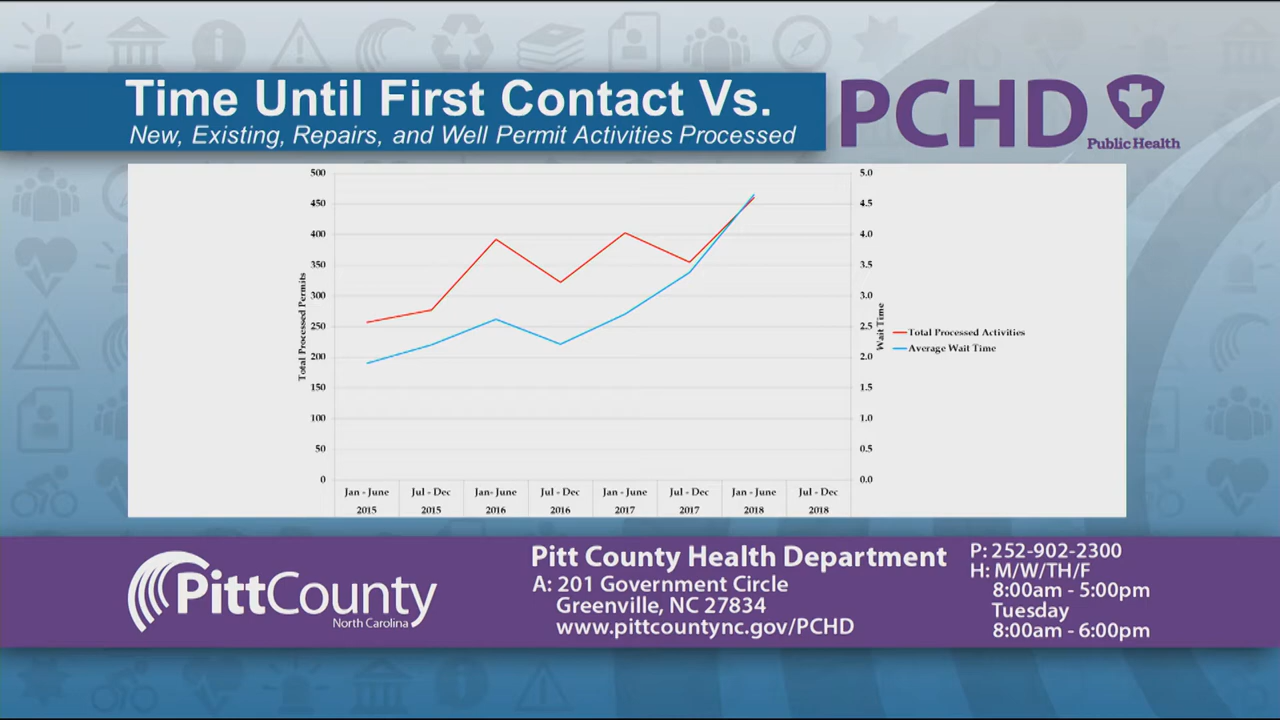 Time Until First Contact Vs.
New, Existing, Repairs, and Well Permit Activities Processed
PCHD
Public Health
500
450
400
350
300
250
200
150
100
50
0
Total Processed Permits
5.0
4.5
4.0
3.5
3.0
2.5
2.0
1.5
1.0
0.5
0.0
Wait Time
Total Processed Activities
Average Wait Time
Jan - June Jul - Dec Jan- June Jul - Dec Jan - June Jul - Dec Jan - June Jul - Dec
2015 2015 2016 2016 2017 2017 2018 2018
PittCounty
North Carolina
Pitt County Health Department
A: 201 Government Circle
Greenville, NC 27834
www.pittcountync.gov/PCHD
P: 252-902-2300
H: M/W/TH/F
8:00am - 5:00pm
Tuesday
8:00am - 6:00pm